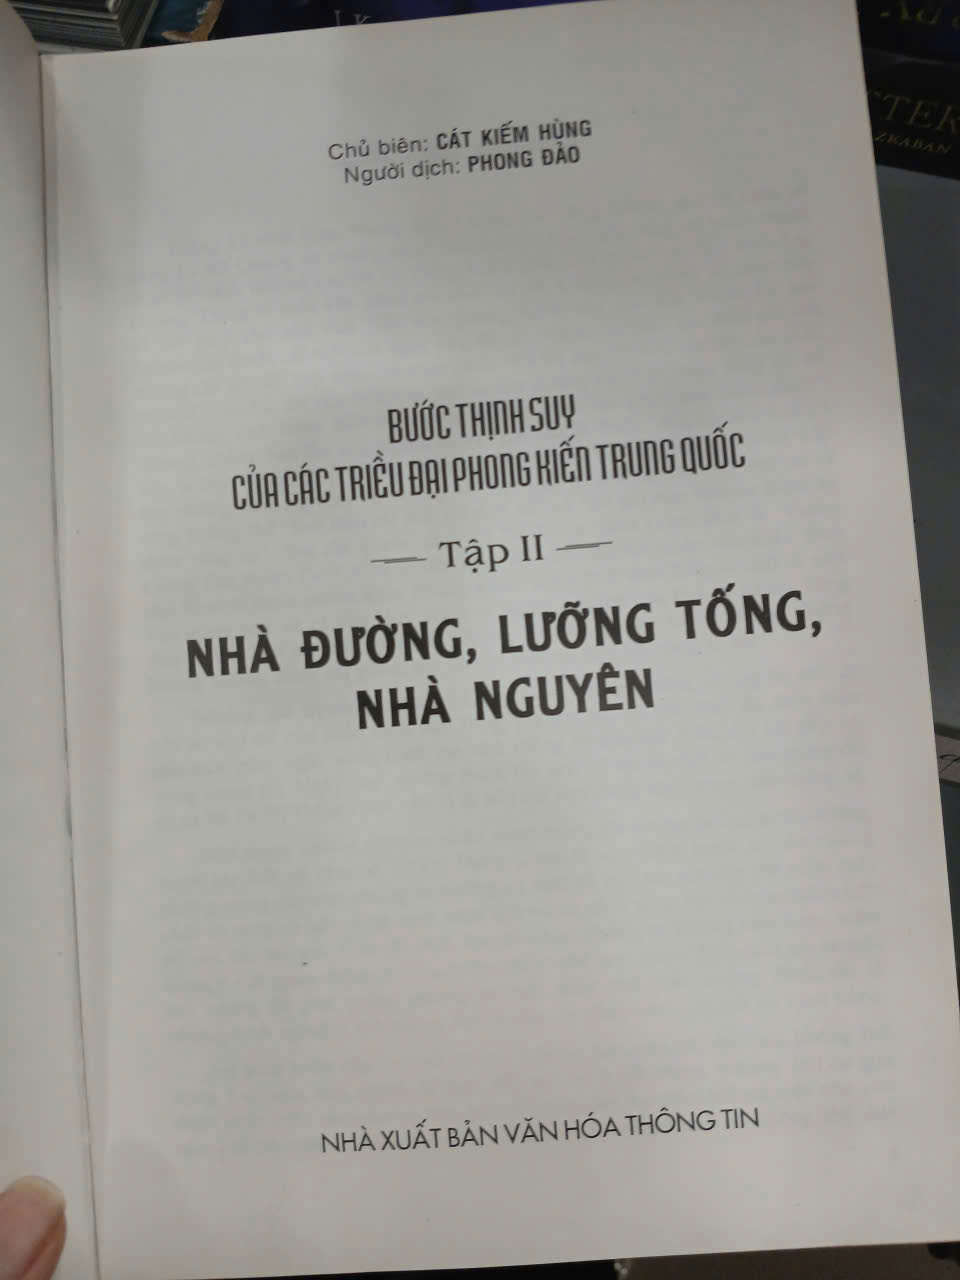 Chủ biên: CÁT KIẾM HÙNG
Người dịch: PHONG ĐẢO
BƯỚC THỊNH SUY
CỦA CÁC TRIỀU ĐẠI PHONG KIẾN TRUNG QUỐC
Tập II
NHÀ ĐƯỜNG, LƯỠNG TỐNG,
NHÀ NGUYÊN
NHÀ XUẤT BẢN VĂN HÓA THÔNG TIN